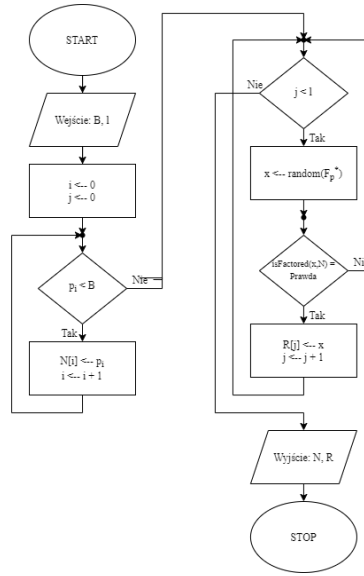 START
Wejście: B, l
i <-- 0
j <-- 0
p_i < B
Nie
Tak
N[i] <-- p_i
i <-- i + 1
j < l
Nie
Tak
x <-- random(F_p^*)
isFactored(x,N) =
Prawda
Ni
Tak
R[j] <-- x
j <-- j + 1
Wyjście: N, R
STOP